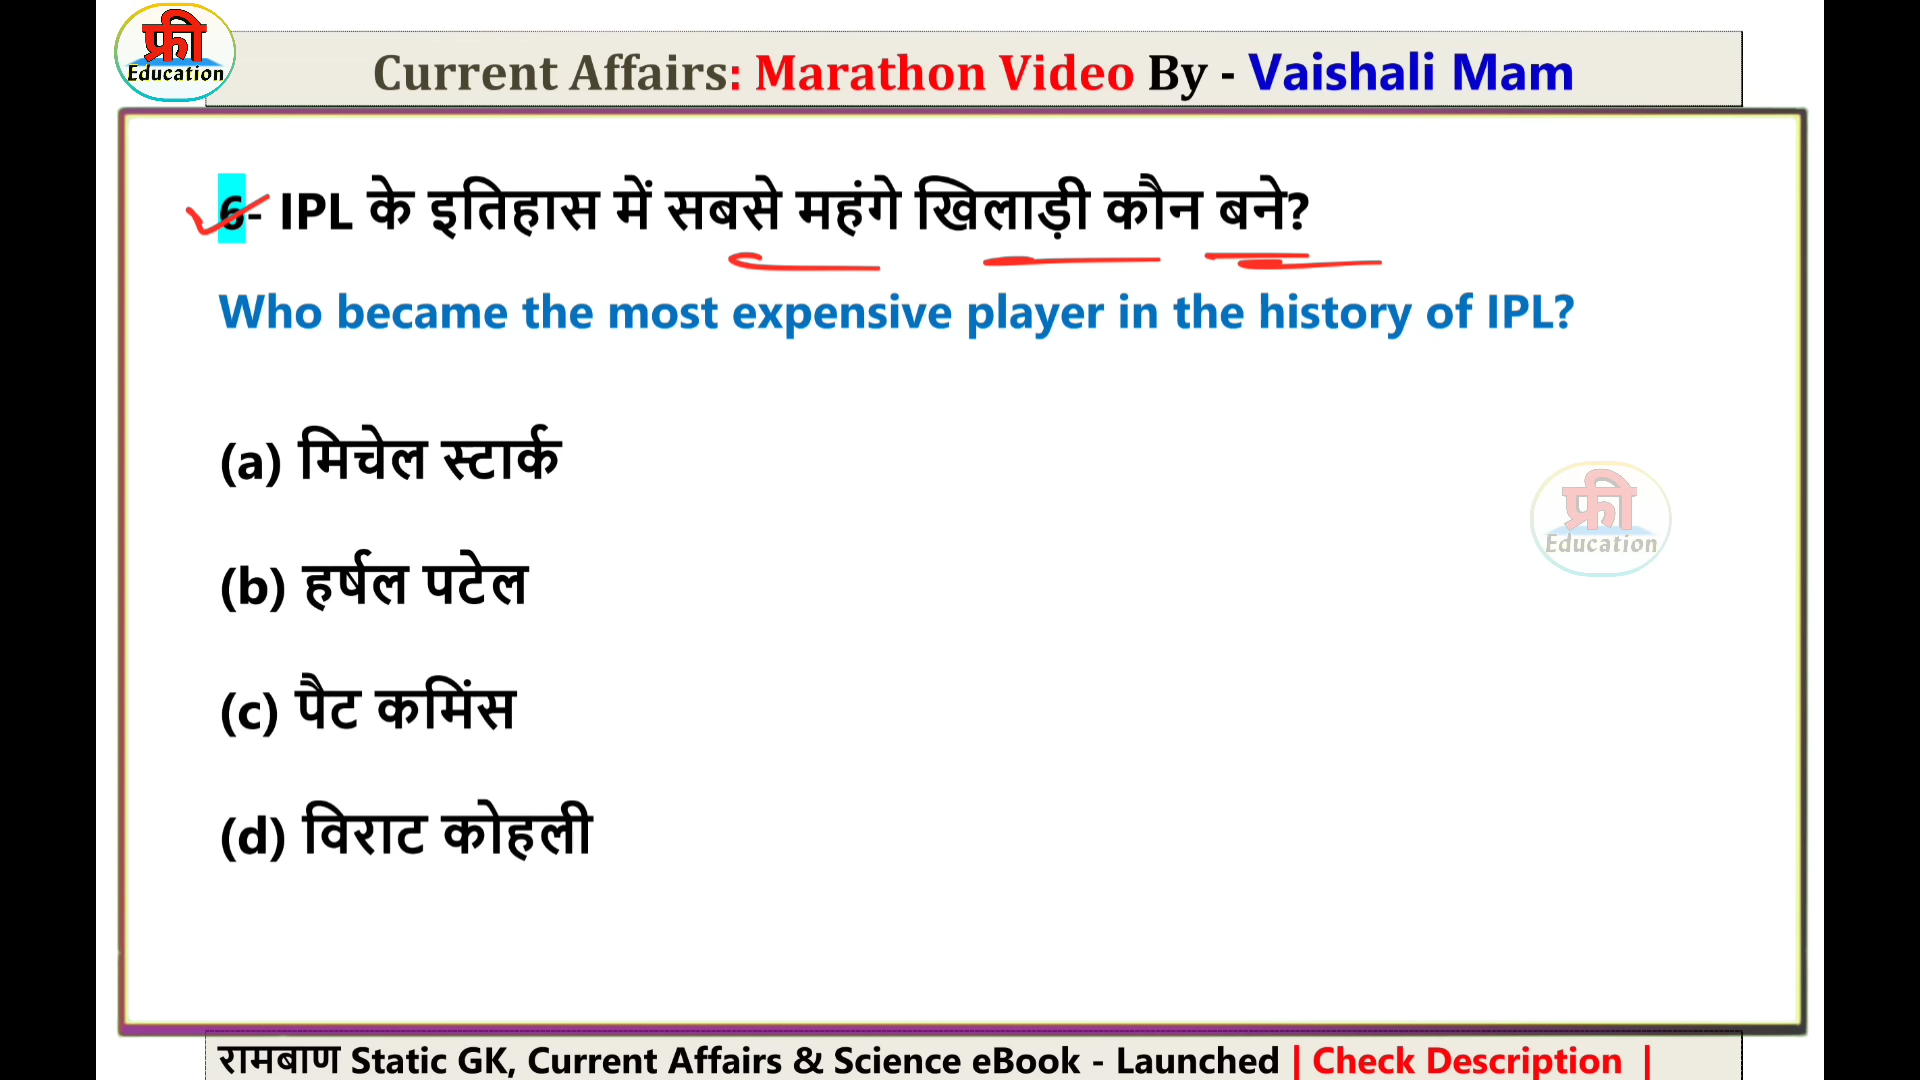 फ्री
Education
Current Affairs: Marathon Video By - Vaishali Mam
6- IPL के इतिहास में सबसे महंगे खिलाड़ी कौन बने?
Who became the most expensive player in the history of IPL?
(a) मिचेल स्टार्क
(b) हर्षल पटेल
(c) पैट कमिंस
(d) विराट कोहली
फ्री
Education
रामबाण Static GK, Current Affairs & Science eBook - Launched | Check Description |